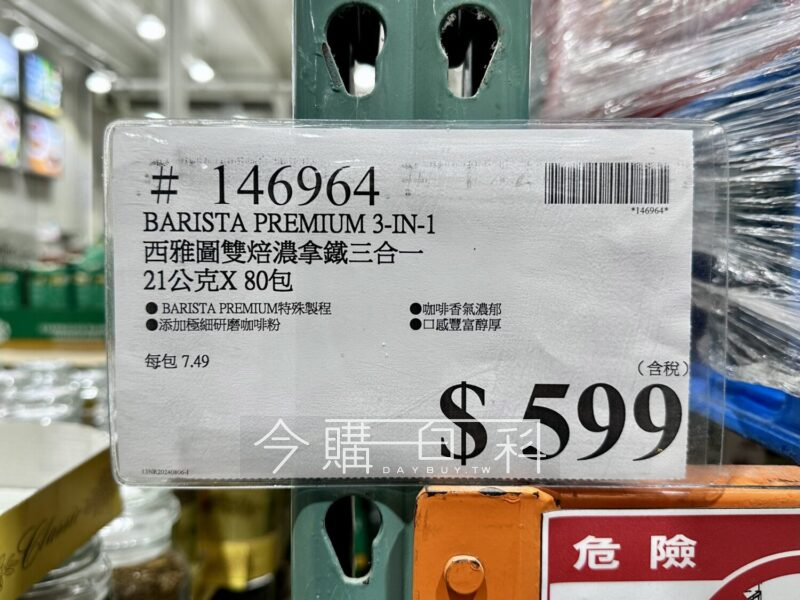 # 146964
*146964*
BARISTA PREMIUM 3-IN-1
西雅圖雙焙濃拿鐵三合一
21公克X 80包
● BARISTA PREMIUM特殊製程
●咖啡香氣濃郁
●添加極細研磨咖啡粉
●口感豐富醇厚
每包 7.49
(含稅)
$ 599
今購百科
DAYBUY.TW
13NR20240806-1
Classic
危險